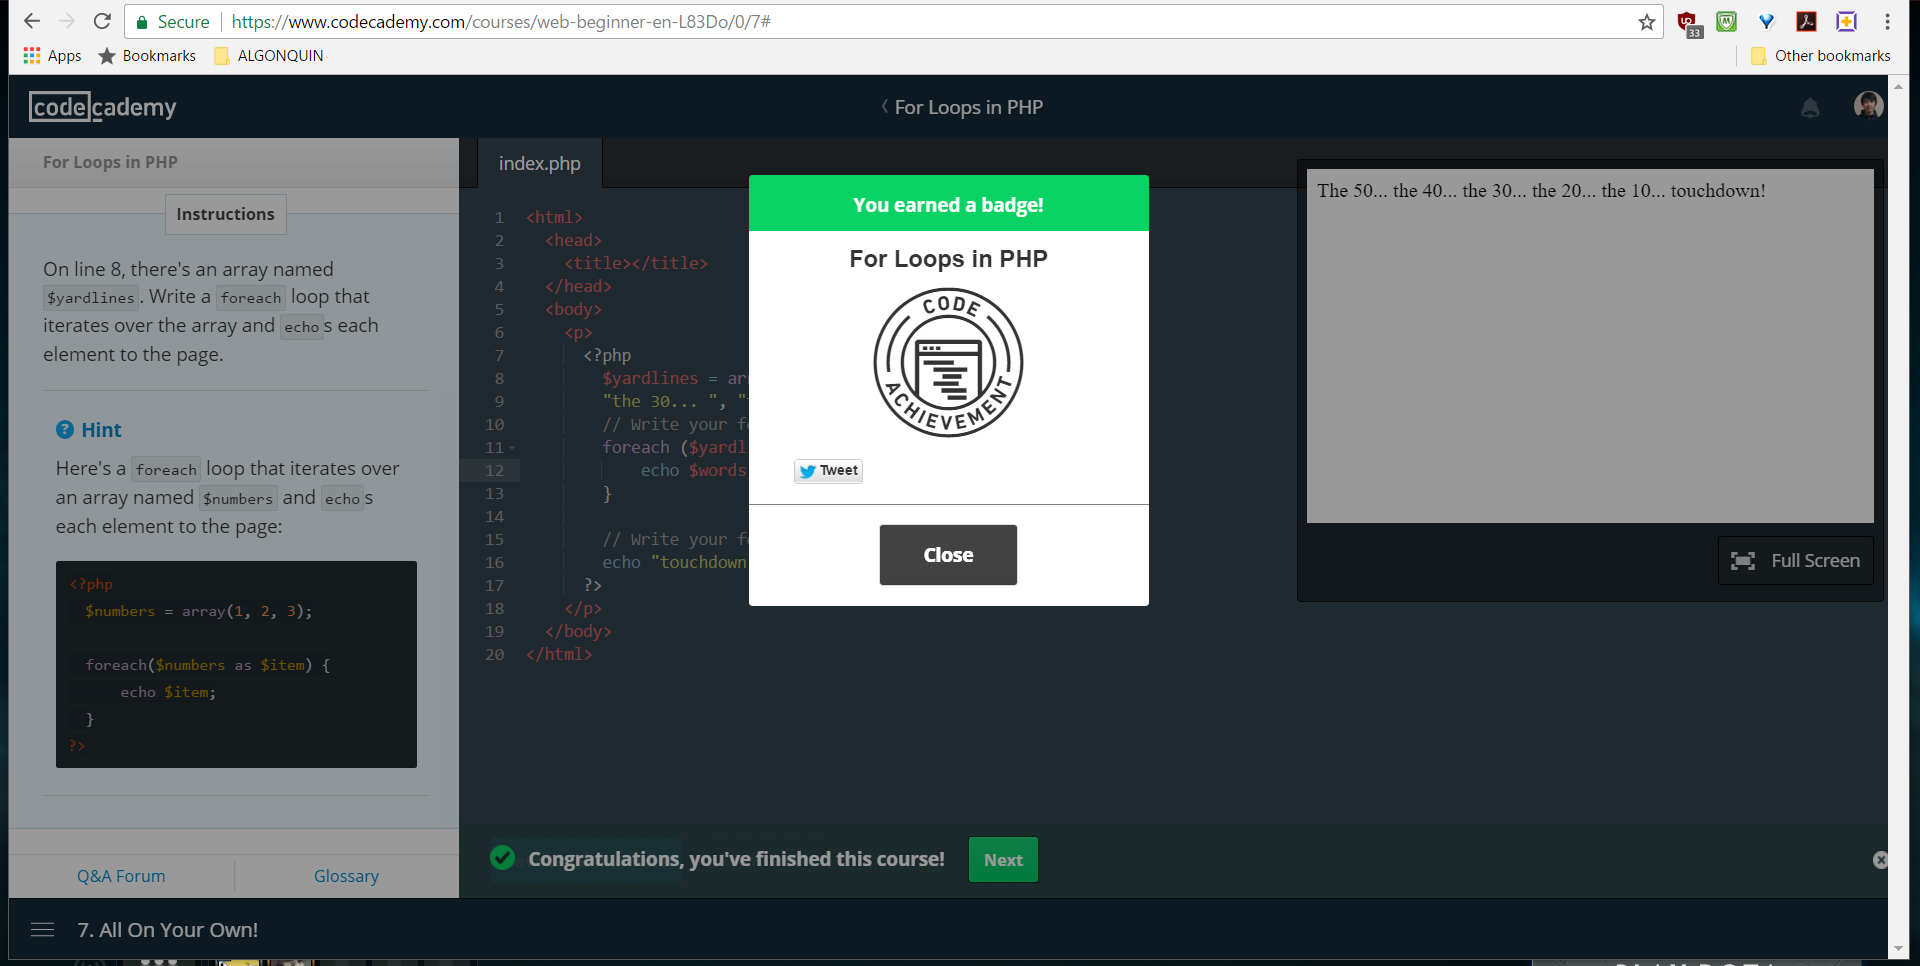 Secure https://www.codecademy.com/courses/web-beginner-en-L83Do/0/7#
33
Apps Bookmarks ALGONQUIN Other bookmarks
codecademy
For Loops in PHP
For Loops in PHP
Instructions
On line 8, there's an array named
$yardlines. Write a foreach loop that
iterates over the array and echos each
element to the page.
? Hint
Here's a foreach loop that iterates over
an array named $numbers and echos
each element to the page:
<?php
$numbers = array(1, 2, 3);
foreach($numbers as $item) {
echo $item;
}
?>
Q&A Forum Glossary
index.php
1 <html>
2 <head>
3 <title></title>
4 </head>
5 <body>
6 <p>
7 <?php
8 $yardlines = arr
9 "the 30... ", "
10 // Write your f
11 foreach ($yardl
12 echo $words
13 }
14
15 // Write your f
16 echo "touchdown
17 ?>
18 </p>
19 </body>
20 </html>
You earned a badge!
For Loops in PHP
CODE
ACHIEVEMENT
Tweet
Close
The 50... the 40... the 30... the 20... the 10... touchdown!
Full Screen
Congratulations, you've finished this course! Next
7. All On Your Own!